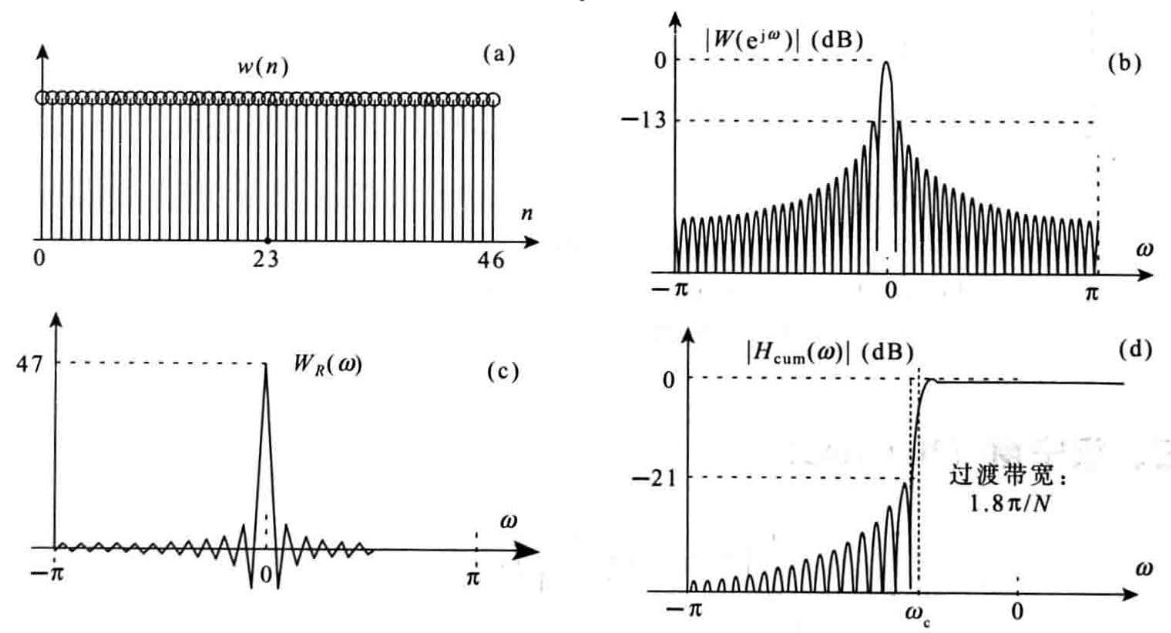 (a)
w(n)
n
0 23 46
|W(e^{jω})| (dB)
(b)
0
−13
ω
−π 0 π
47
W_R(ω)
(c)
ω
−π 0 π
|H_cum(ω)| (dB)
(d)
0
−21
过渡带宽：
1.8π/N
ω
−π ω_c 0